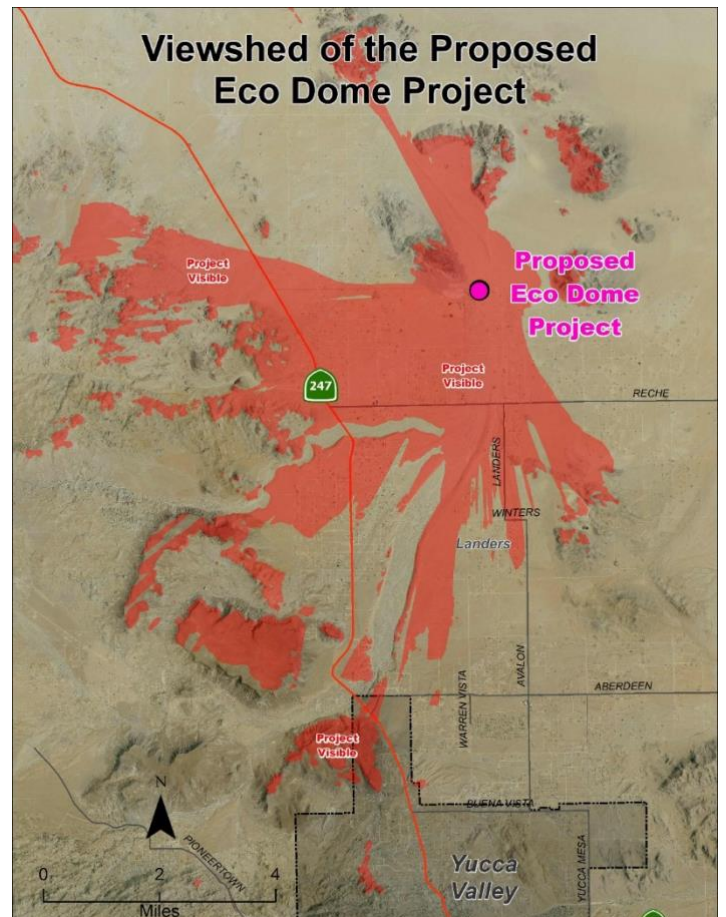 Viewshed of the Proposed
Eco Dome Project
Project
Visible
Proposed
Eco Dome
Project
Project
Visible
247
RECHE
LANDERS
WINTERS
Landers
AVALON
WARREN VISTA
ABERDEEN
Project
Visible
N
BUENA VISTA
PIONEERTOWN
Yucca
Valley
YUCCA MESA
0 2 4
Miles